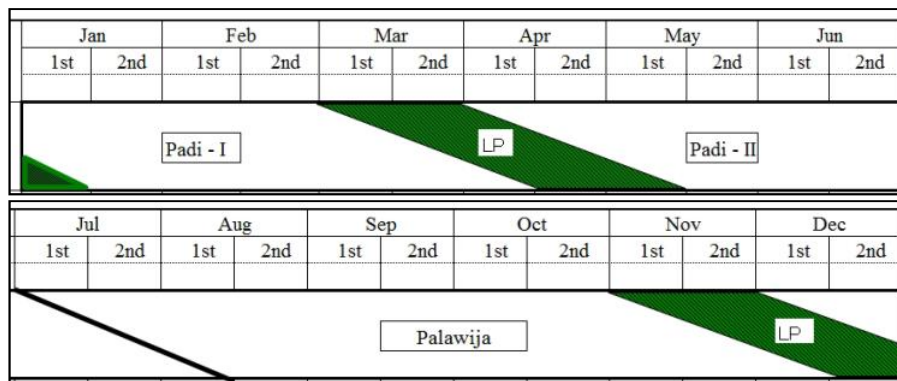 Jan Feb Mar Apr May Jun
1st 2nd 1st 2nd 1st 2nd 1st 2nd 1st 2nd 1st 2nd
Padi - I LP Padi - II
Jul Aug Sep Oct Nov Dec
1st 2nd 1st 2nd 1st 2nd 1st 2nd 1st 2nd 1st 2nd
Palawija LP